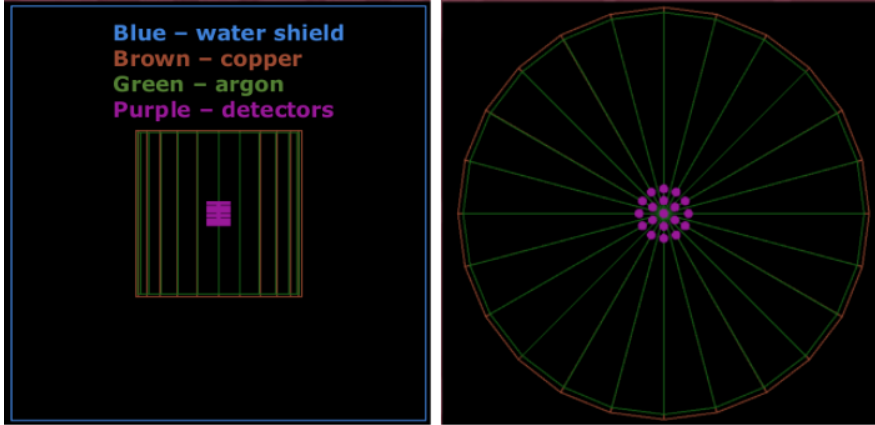 Blue – water shield
Brown – copper
Green – argon
Purple – detectors